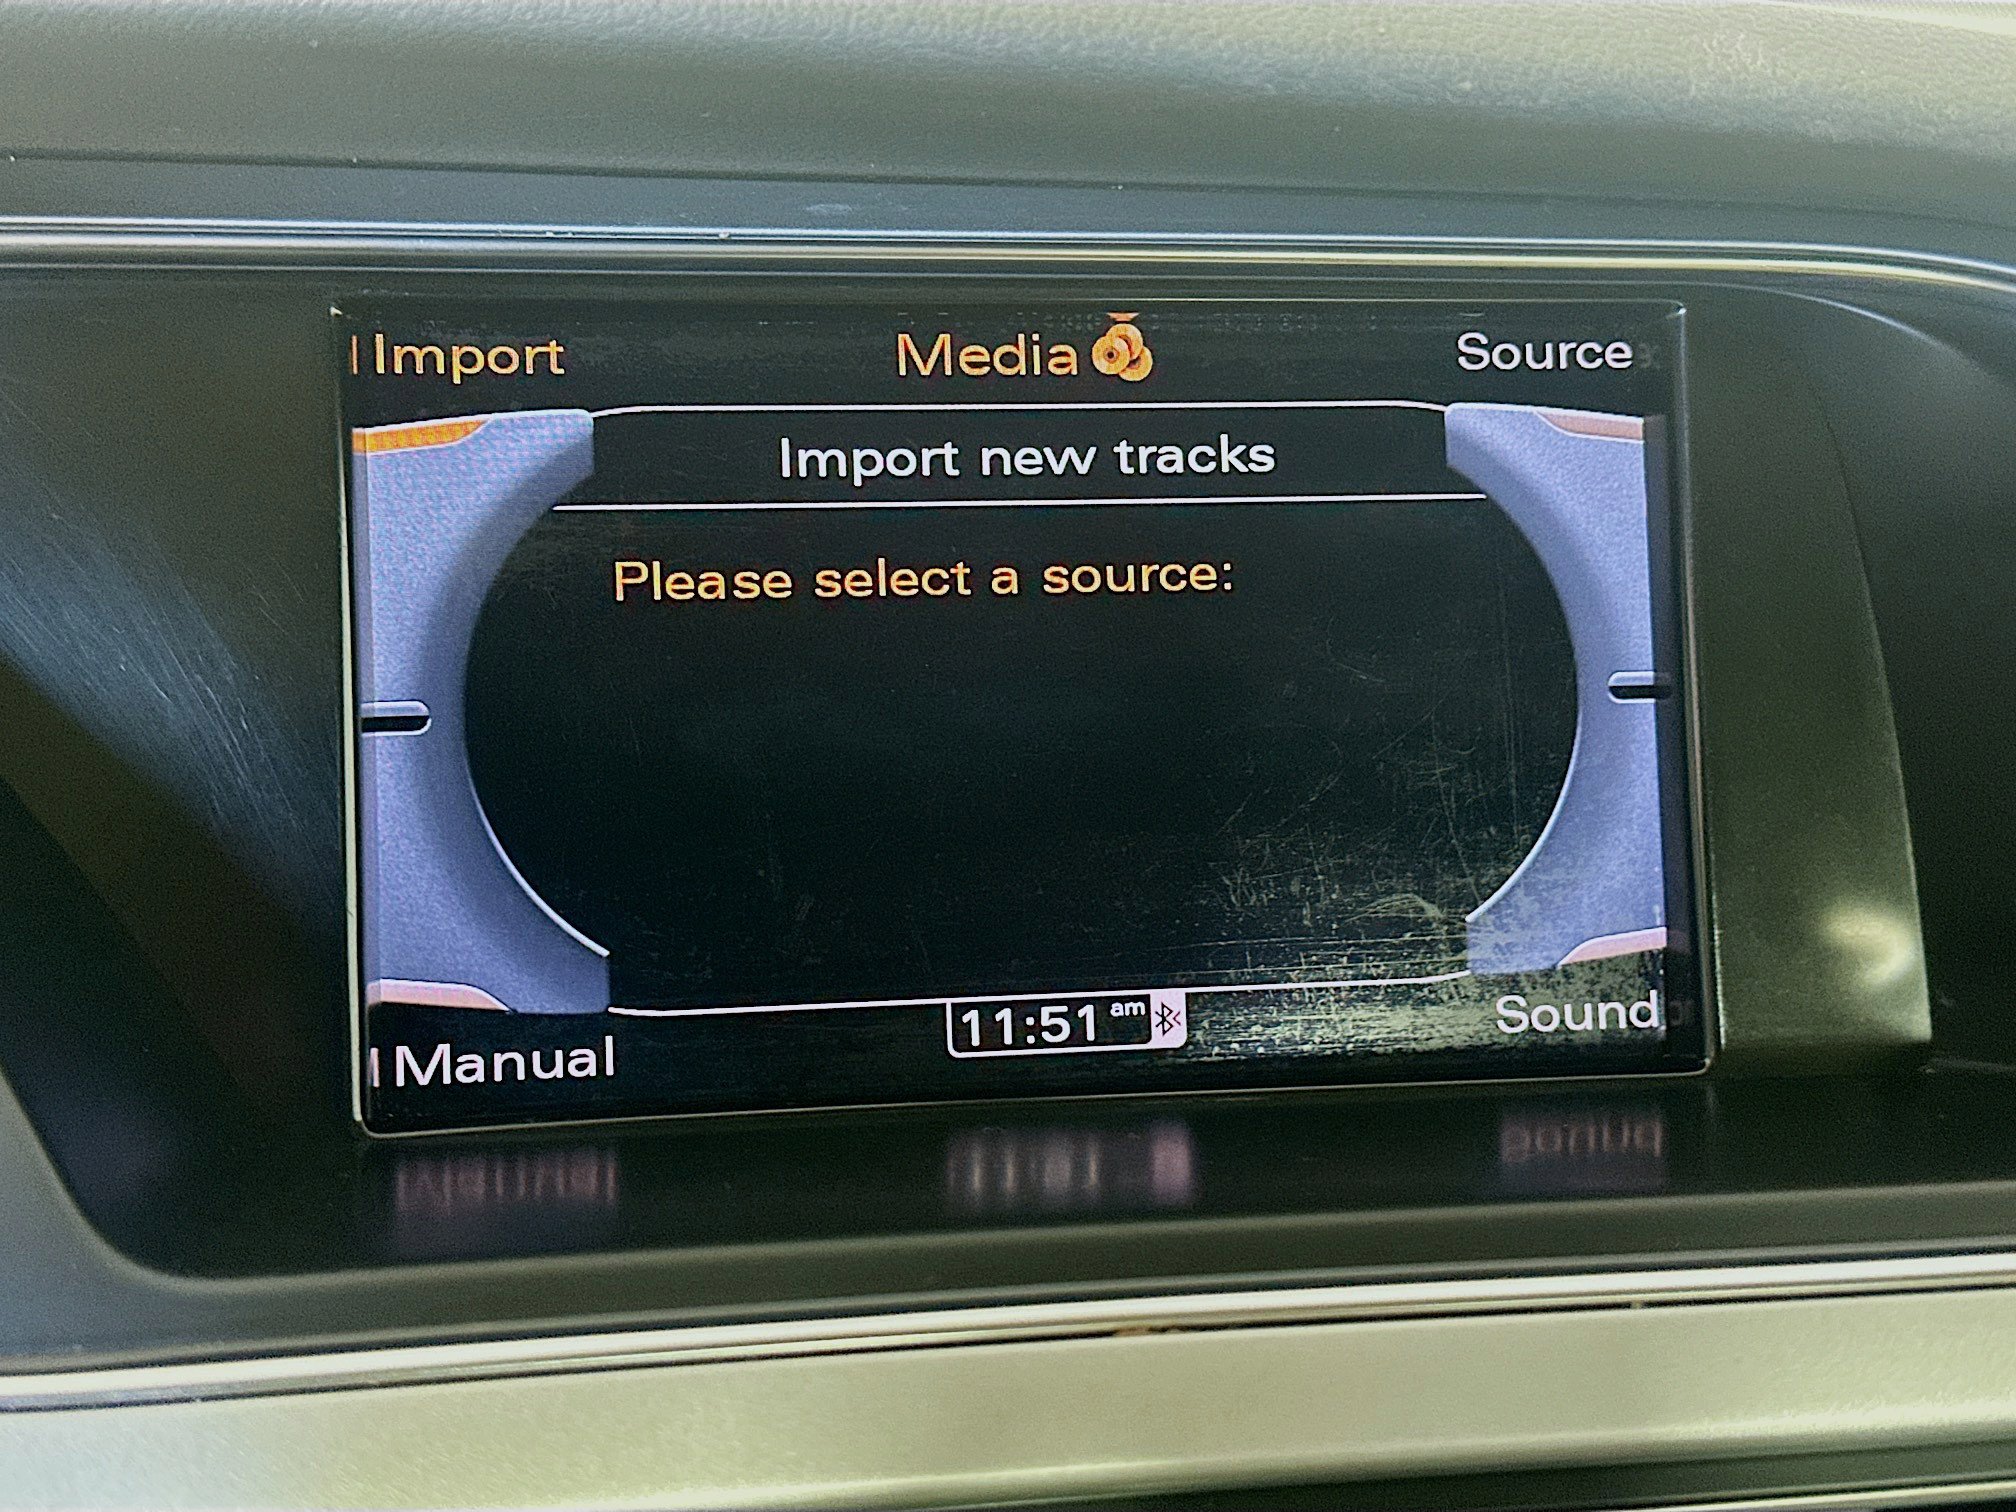 Import
Media
Source
Import new tracks
Please select a source:
11:51 am
Sound
Manual